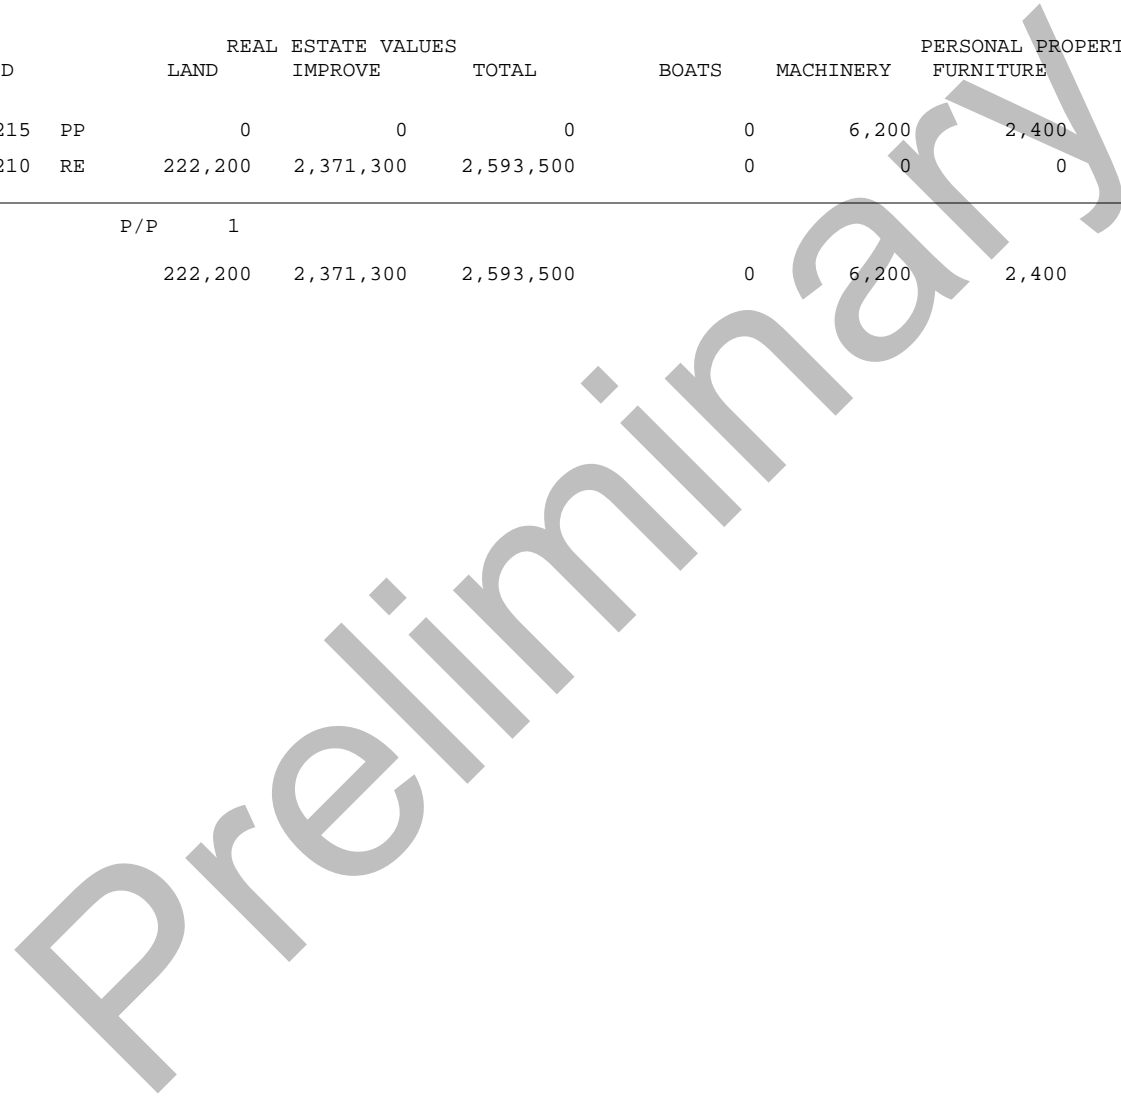 REAL ESTATE VALUES PERSONAL PROPERT
D LAND IMPROVE TOTAL BOATS MACHINERY FURNITURE
215 PP 0 0 0 0 6,200 2,400
210 RE 222,200 2,371,300 2,593,500 0 0 0
P/P 1
222,200 2,371,300 2,593,500 0 6,200 2,400
Preliminary